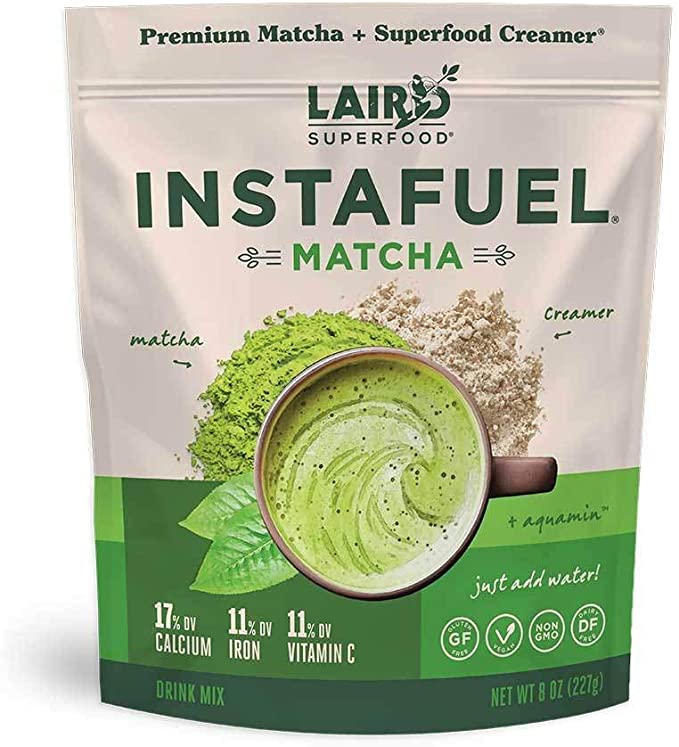 Premium Matcha + Superfood Creamer®
LAIRD
SUPERFOOD®
INSTAFUEL®
MATCHA
matcha
Creamer
+ aquamin™
just add water!
17% DV
CALCIUM
11% DV
IRON
11% DV
VITAMIN C
GLUTEN
GF
FREE
VEGAN
NON
GMO
DAIRY
DF
FREE
DRINK MIX
NET WT 8 OZ (227g)